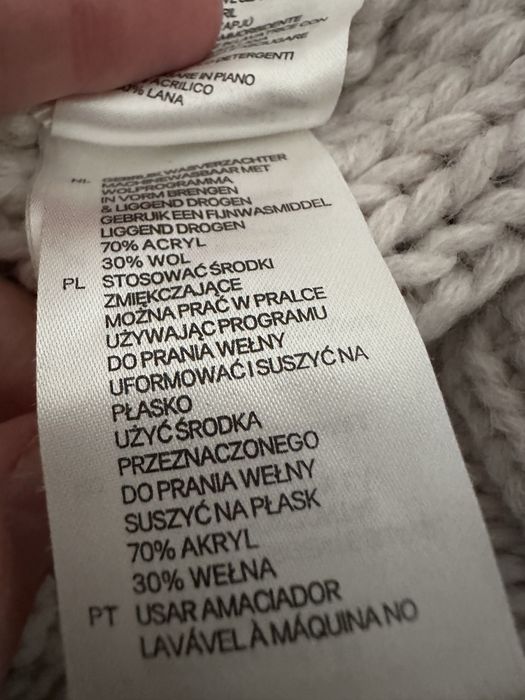 DETERGENTI
IN PIANO
ACRILICO
% LANA
NL GEBRUIK WASVERZACHTER
MACHINEWASBAAR MET
WOLPROGRAMMA
IN VORM BRENGEN
& LIGGEND DROGEN
GEBRUIK EEN FIJNWASMIDDEL
LIGGEND DROGEN
70% ACRYL
30% WOL
PL STOSOWAĆ ŚRODKI
ZMIĘKCZAJĄCE
MOŻNA PRAĆ W PRALCE
UŻYWAJĄC PROGRAMU
DO PRANIA WEŁNY
UFORMOWAĆ I SUSZYĆ NA
PŁASKO
UŻYĆ ŚRODKA
PRZEZNACZONEGO
DO PRANIA WEŁNY
SUSZYĆ NA PŁASK
70% AKRYL
30% WEŁNA
PT USAR AMACIADOR
LAVÁVEL À MÁQUINA NO